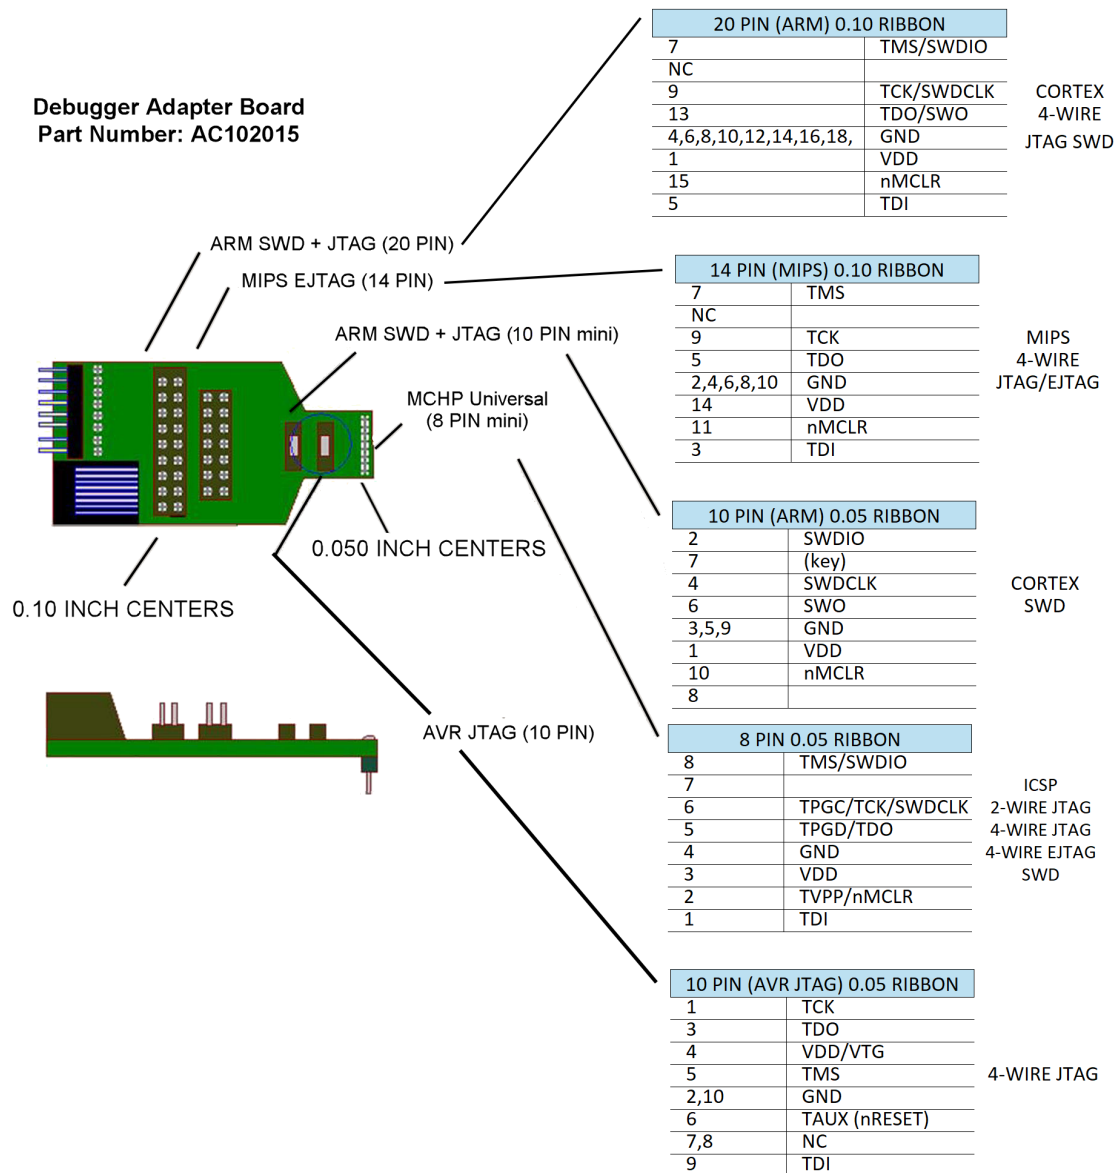 Debugger Adapter Board
Part Number: AC102015
ARM SWD + JTAG (20 PIN)
MIPS EJTAG (14 PIN)
ARM SWD + JTAG (10 PIN mini)
MCHP Universal
(8 PIN mini)
0.050 INCH CENTERS
0.10 INCH CENTERS
AVR JTAG (10 PIN)
20 PIN (ARM) 0.10 RIBBON
7 TMS/SWDIO
NC
9 TCK/SWDCLK
13 TDO/SWO
4,6,8,10,12,14,16,18, GND
1 VDD
15 nMCLR
5 TDI
CORTEX
4-WIRE
JTAG SWD
14 PIN (MIPS) 0.10 RIBBON
7 TMS
NC
9 TCK
5 TDO
2,4,6,8,10 GND
14 VDD
11 nMCLR
3 TDI
MIPS
4-WIRE
JTAG/EJTAG
10 PIN (ARM) 0.05 RIBBON
2 SWDIO
7 (key)
4 SWDCLK
6 SWO
3,5,9 GND
1 VDD
10 nMCLR
8
CORTEX
SWD
8 PIN 0.05 RIBBON
8 TMS/SWDIO
7
6 TPGC/TCK/SWDCLK
5 TPGD/TDO
4 GND
3 VDD
2 TVPP/nMCLR
1 TDI
ICSP
2-WIRE JTAG
4-WIRE JTAG
4-WIRE EJTAG
SWD
10 PIN (AVR JTAG) 0.05 RIBBON
1 TCK
3 TDO
4 VDD/VTG
5 TMS
2,10 GND
6 TAUX (nRESET)
7,8 NC
9 TDI
4-WIRE JTAG